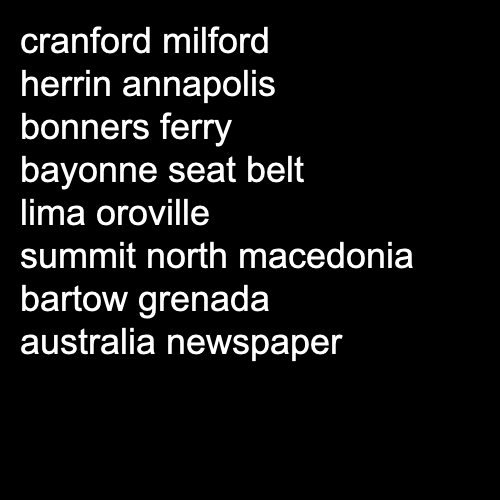 cranford milford
herrin annapolis
bonners ferry
bayonne seat belt
lima oroville
summit north macedonia
bartow grenada
australia newspaper